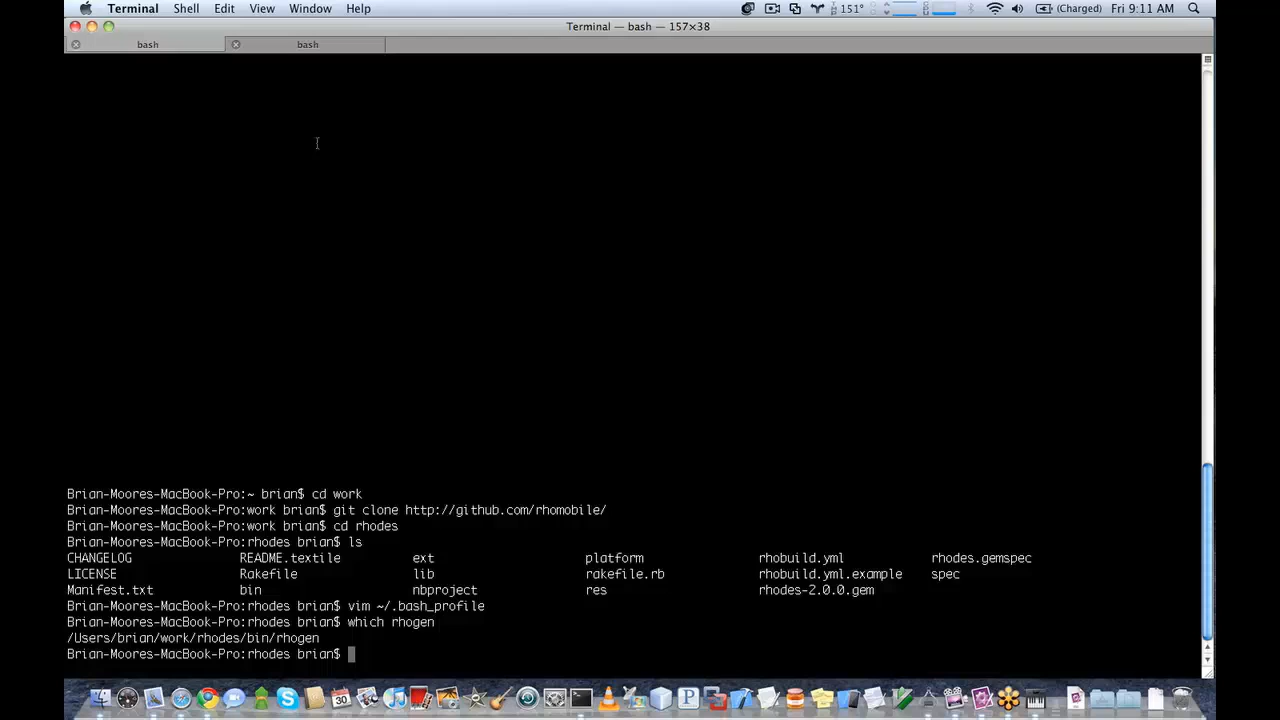 Terminal Shell Edit View Window Help 151° (Charged) Fri 9:11 AM
Terminal — bash — 157×38
bash bash
Brian-Moores-MacBook-Pro:~ brian$ cd work
Brian-Moores-MacBook-Pro:work brian$ git clone http://github.com/rhomobile/
Brian-Moores-MacBook-Pro:work brian$ cd rhodes
Brian-Moores-MacBook-Pro:rhodes brian$ ls
CHANGELOG README.textile ext platform rhobuild.yml rhodes.gemspec
LICENSE Rakefile lib rakefile.rb rhobuild.yml.example spec
Manifest.txt bin nbproject res rhodes-2.0.0.gem
Brian-Moores-MacBook-Pro:rhodes brian$ vim ~/.bash_profile
Brian-Moores-MacBook-Pro:rhodes brian$ which rhogen
/Users/brian/work/rhodes/bin/rhogen
Brian-Moores-MacBook-Pro:rhodes brian$
30